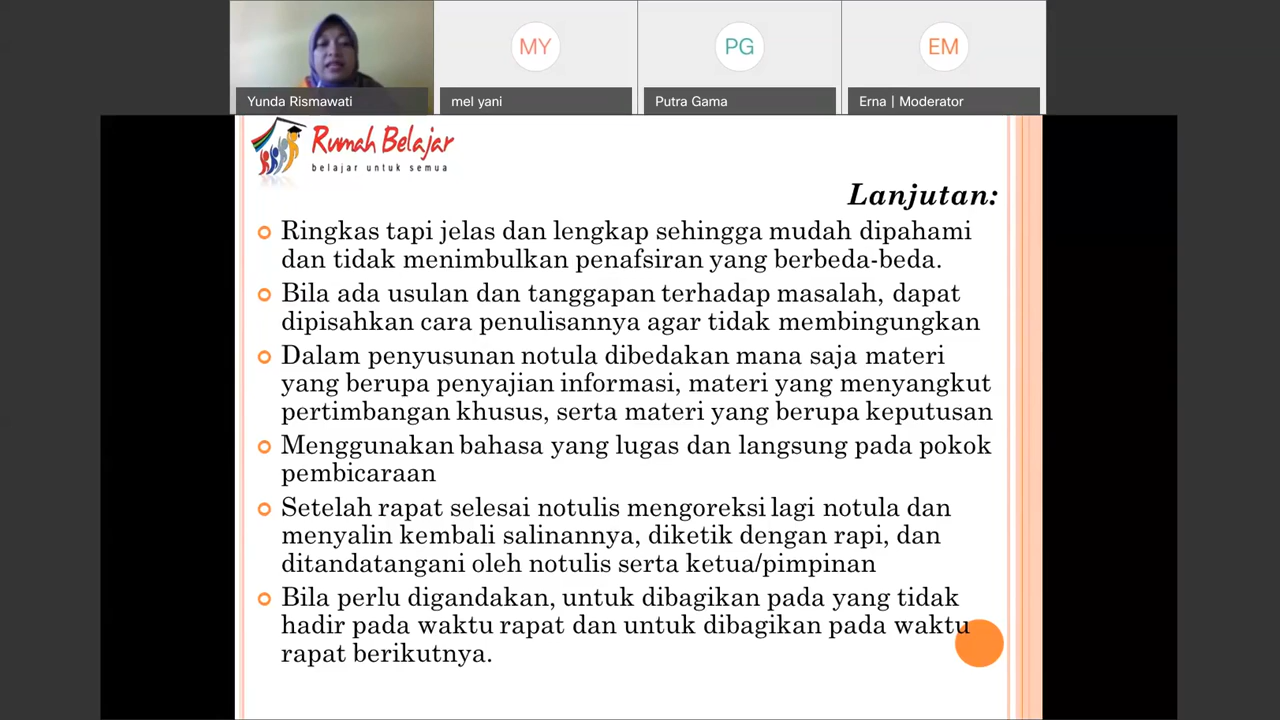 MY
PG
EM
Yunda Rismawati
mel yani
Putra Gama
Erna | Moderator
Rumah Belajar
belajar untuk semua
Lanjutan:
Ringkas tapi jelas dan lengkap sehingga mudah dipahami
dan tidak menimbulkan penafsiran yang berbeda-beda.
Bila ada usulan dan tanggapan terhadap masalah, dapat
dipisahkan cara penulisannya agar tidak membingungkan
Dalam penyusunan notula dibedakan mana saja materi
yang berupa penyajian informasi, materi yang menyangkut
pertimbangan khusus, serta materi yang berupa keputusan
Menggunakan bahasa yang lugas dan langsung pada pokok
pembicaraan
Setelah rapat selesai notulis mengoreksi lagi notula dan
menyalin kembali salinannya, diketik dengan rapi, dan
ditandatangani oleh notulis serta ketua/pimpinan
Bila perlu digandakan, untuk dibagikan pada yang tidak
hadir pada waktu rapat dan untuk dibagikan pada waktu
rapat berikutnya.